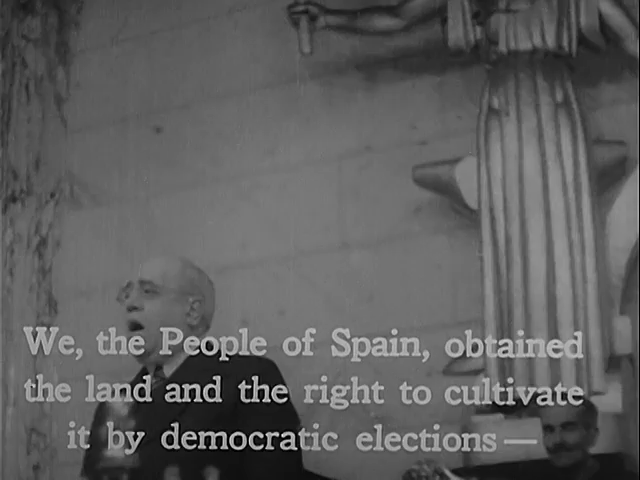 We, the People of Spain, obtained
the land and the right to cultivate
it by democratic elections—